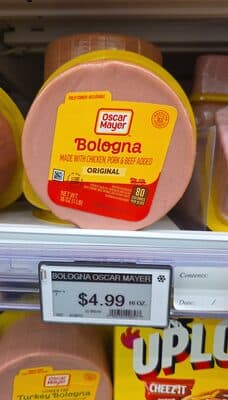 OSCAR
MAYER
Bologna
MADE WITH CHICKEN, PORK & BEEF ADDED
ORIGINAL
80
NET WT
16 OZ (1 LB)
BOLOGNA OSCAR MAYER
$4.99 16 OZ
Contents:
Date: /
OSCAR
MAYER
Turkey Bologna
UPLO
CHEEZ IT